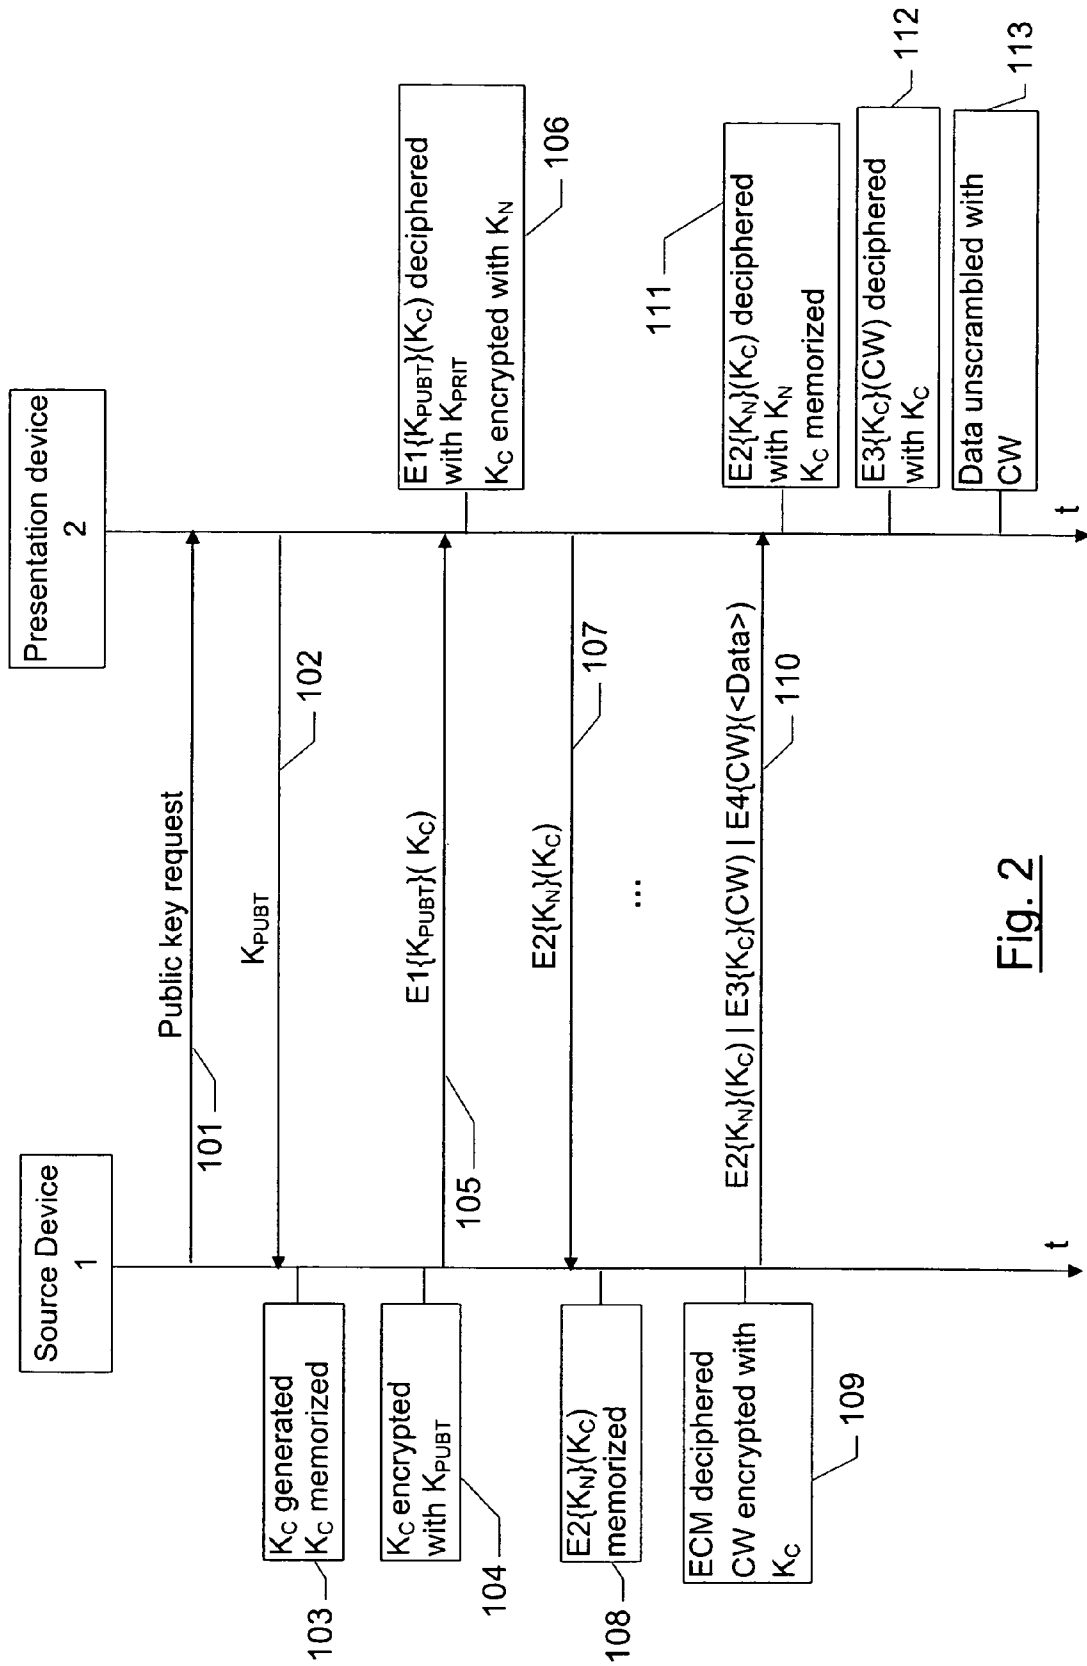 Source Device
1
Presentation device
2
Public key request
101
K_PUBT
102
K_C generated
K_C memorized
103
K_C encrypted
with K_PUBT
104
E1{K_PUBT}( K_C)
105
E1{K_PUBT}(K_C) deciphered
with K_PRIT
K_C encrypted with K_N
106
E2{K_N}(K_C)
107
E2{K_N}(K_C)
memorized
108
...
ECM deciphered
CW encrypted with
K_C
109
E2{K_N}(K_C) | E3{K_C}(CW) | E4{CW}(<Data>)
110
E2{K_N}(K_C) deciphered
with K_N
K_C memorized
111
E3{K_C}(CW) deciphered
with K_C
112
Data unscrambled with
CW
113
t
t
Fig. 2